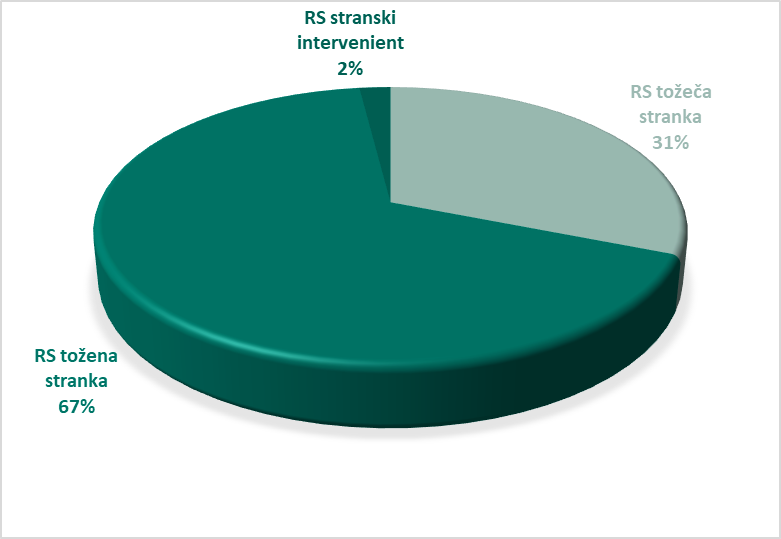 RS stranski
intervenient
2%
RS tožeča
stranka
31%
RS tožena
stranka
67%